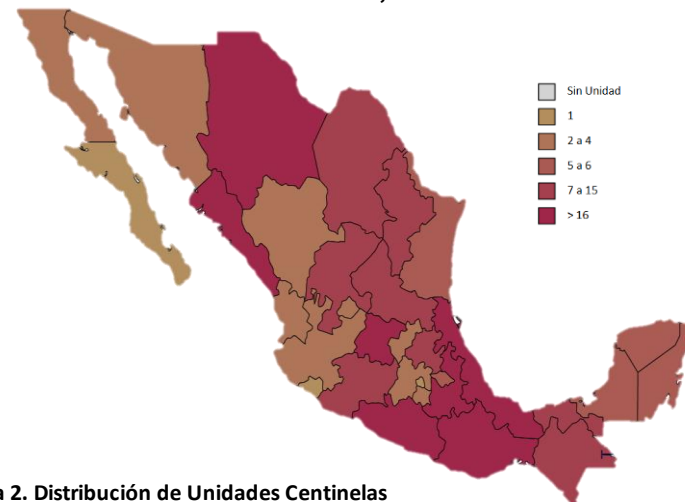 Sin Unidad
1
2 a 4
5 a 6
7 a 15
> 16
a 2. Distribución de Unidades Centinelas